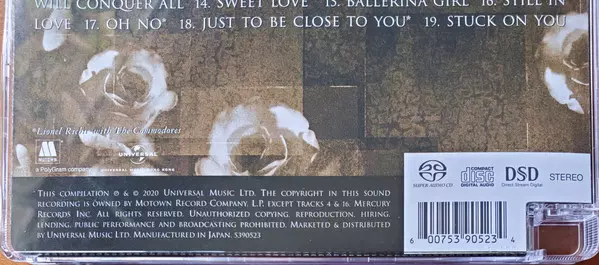 WILL CONQUER ALL 14. SWEET LOVE 15. BALLERINA GIRL 16. STILL IN
LOVE 17. OH NO* 18. JUST TO BE CLOSE TO YOU* 19. STUCK ON YOU
*Lionel Richie with The Commodores
MOTOWN
a PolyGram company
UNIVERSAL
UNIVERSAL MUSIC
THIS COMPILATION ℗ & © 2020 UNIVERSAL MUSIC LTD. THE COPYRIGHT IN THIS SOUND
RECORDING IS OWNED BY MOTOWN RECORD COMPANY, L.P. EXCEPT TRACKS 4 & 16. MERCURY
RECORDS INC. ALL RIGHTS RESERVED. UNAUTHORIZED COPYING, REPRODUCTION, HIRING,
LENDING, PUBLIC PERFORMANCE AND BROADCASTING PROHIBITED. MARKETED & DISTRIBUTED
BY UNIVERSAL MUSIC LTD. MANUFACTURED IN JAPAN. 5390523
SUPER AUDIO CD
COMPACT
disc
DIGITAL AUDIO
DSD
Direct Stream Digital
STEREO
6 00753 90523 4